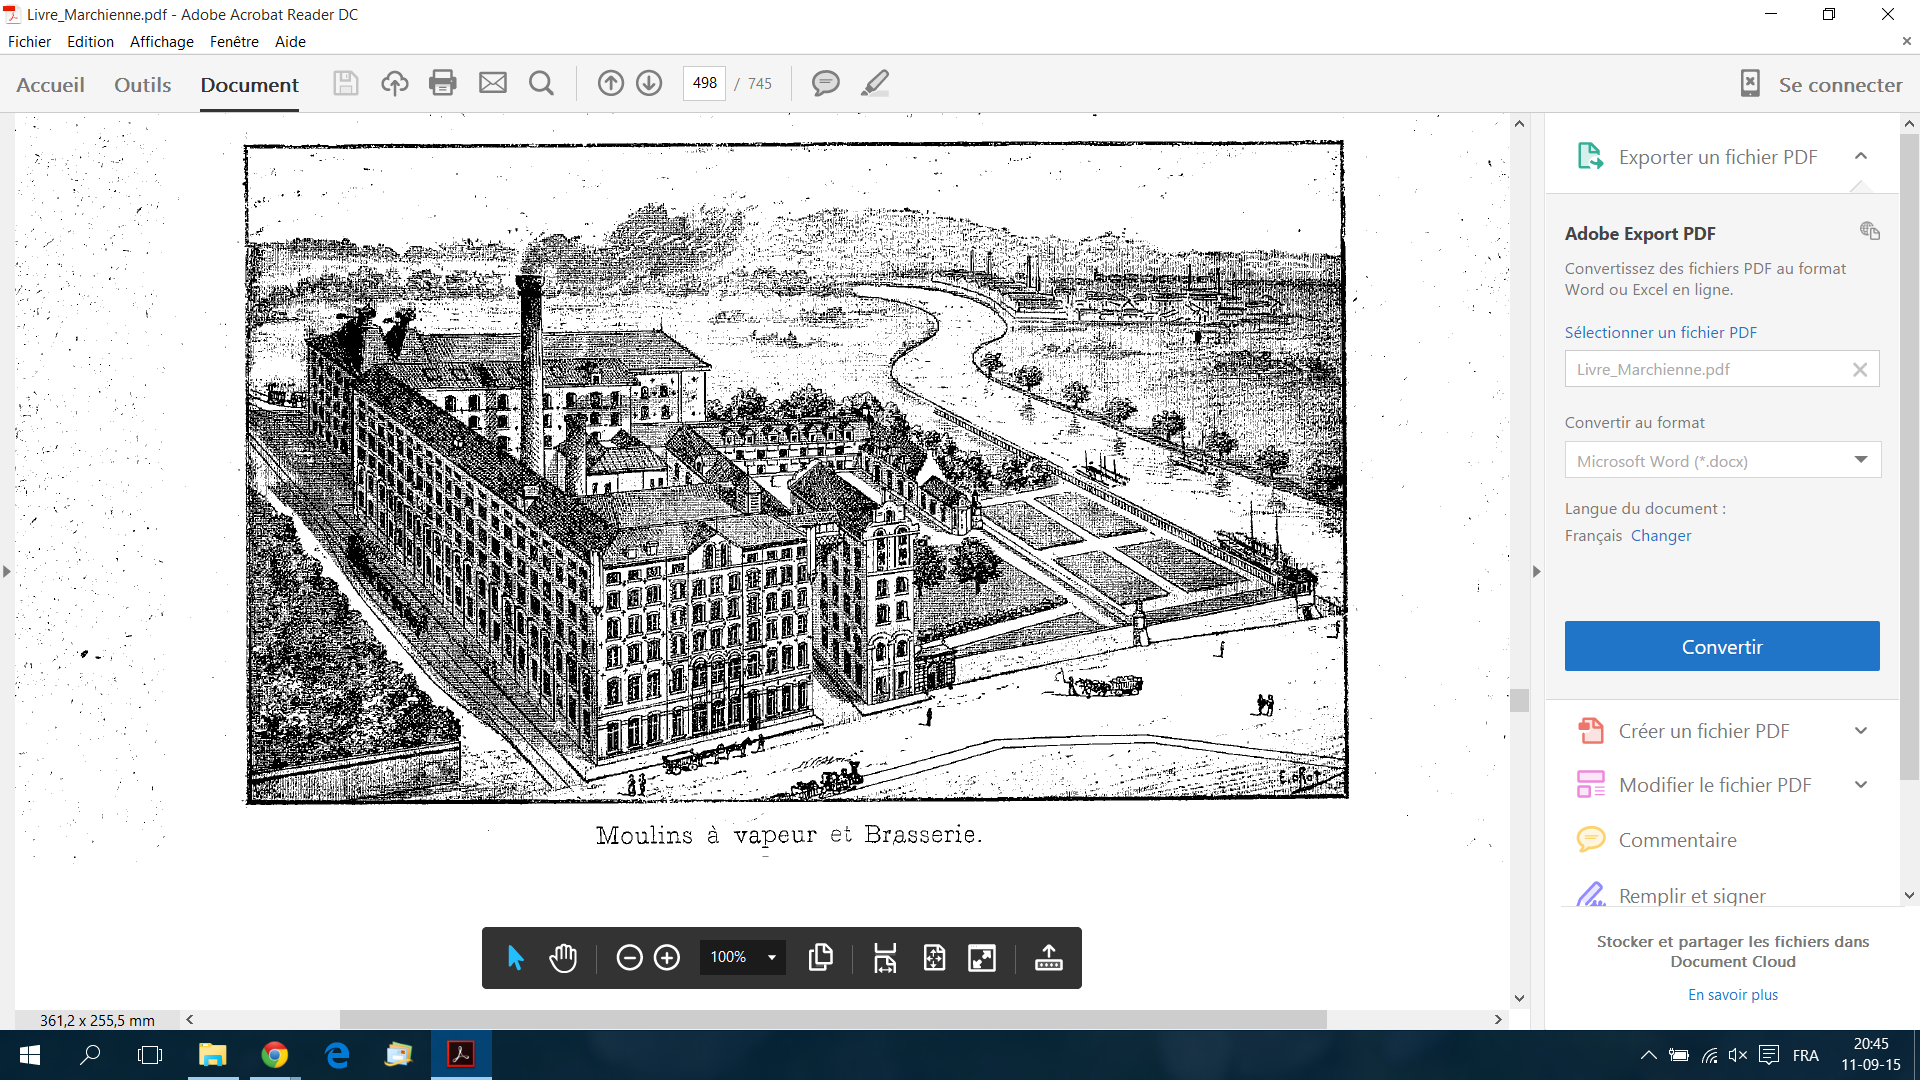 Livre_Marchienne.pdf - Adobe Acrobat Reader DC
Fichier Edition Affichage Fenêtre Aide
Accueil Outils Document 498 / 745 Se connecter
Exporter un fichier PDF
Adobe Export PDF
Convertissez des fichiers PDF au format
Word ou Excel en ligne.
Sélectionner un fichier PDF
Livre_Marchienne.pdf
Convertir au format
Microsoft Word (*.docx)
Langue du document :
Français Changer
Convertir
Créer un fichier PDF
Modifier le fichier PDF
Commentaire
Remplir et signer
Stocker et partager les fichiers dans
Document Cloud
En savoir plus
Moulins à vapeur et Brasserie.
100%
361,2 x 255,5 mm
FRA
20:45
11-09-15